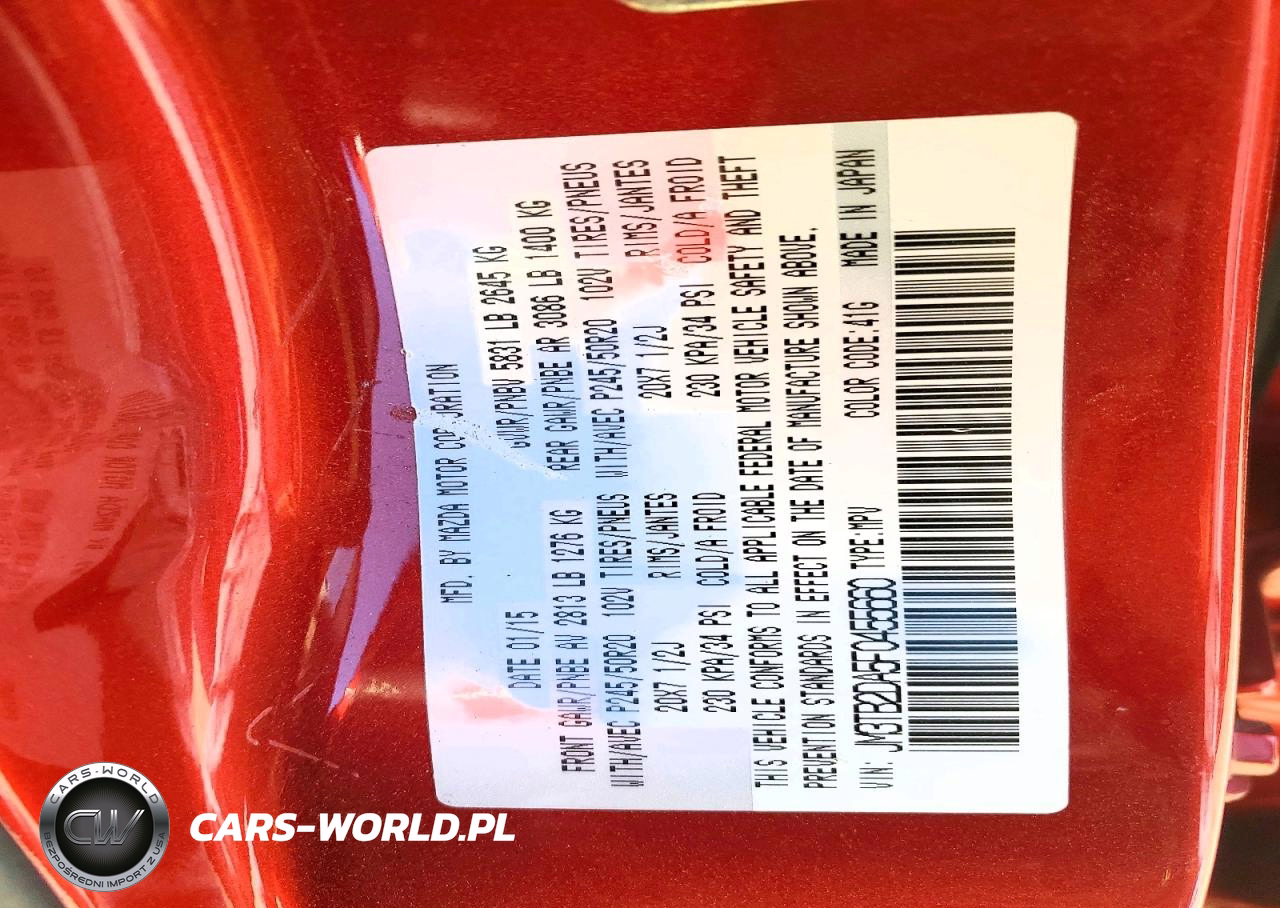 MFD. BY MAZDA MOTOR CORPORATION
DATE 01/15 GVWR/PNBV 5831 LB 2645 KG
FRONT GAWR/PNBE AV 2813 LB 1276 KG REAR GAWR/PNBE AR 3086 LB 1400 KG
WITH/AVEC P245/50R20 102V TIRES/PNEUS WITH/AVEC P245/50R20 102V TIRES/PNEUS
20X7 1/2J RIMS/JANTES 20X7 1/2J RIMS/JANTES
230 KPA/34 PSI COLD/A FROID 230 KPA/34 PSI COLD/A FROID
THIS VEHICLE CONFORMS TO ALL APPLICABLE FEDERAL MOTOR VEHICLE SAFETY AND THEFT
PREVENTION STANDARDS IN EFFECT ON THE DATE OF MANUFACTURE SHOWN ABOVE.
VIN: JM3TB2DA5F0455660 TYPE:MPV COLOR CODE:41G MADE IN JAPAN
CARS-WORLD
CW
BEZPOŚREDNI IMPORT Z USA
CARS-WORLD.PL